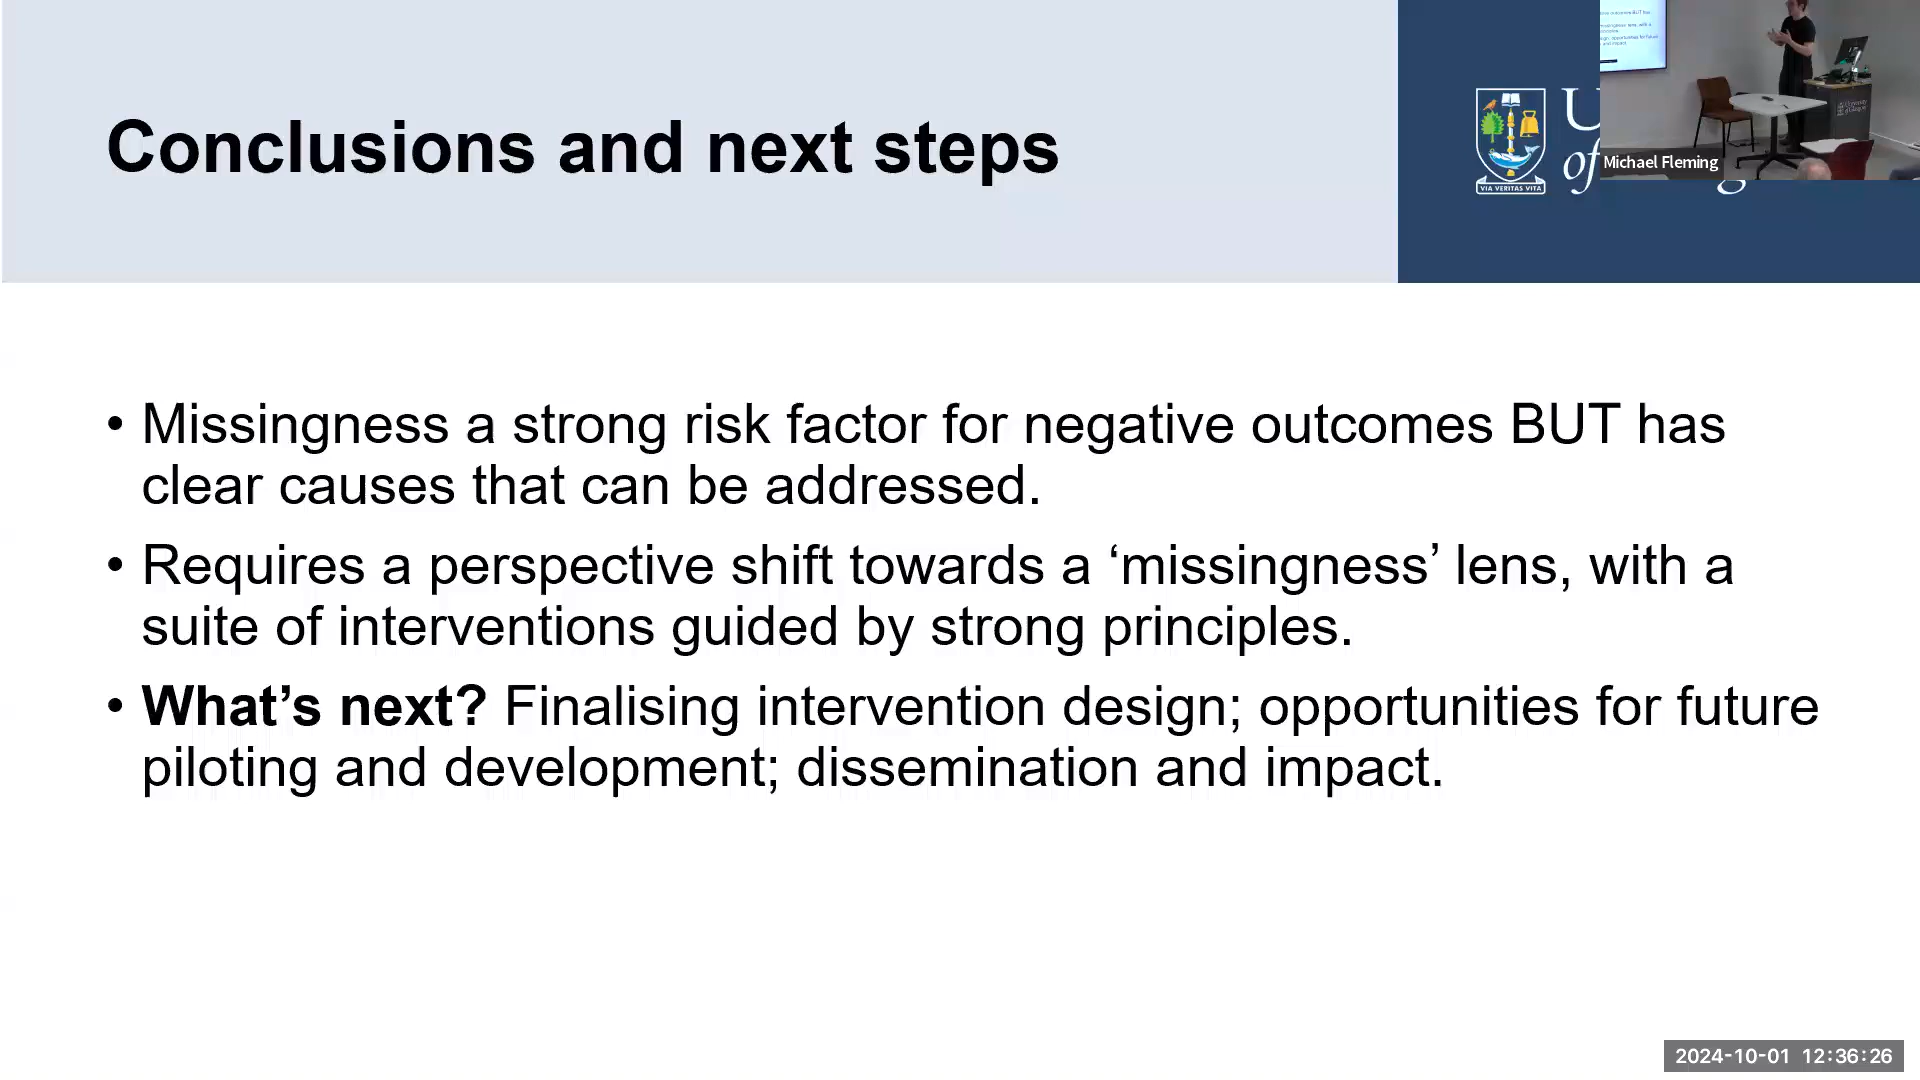 Conclusions and next steps
VIA VERITAS VITA
U
of
g
Michael Fleming
• Missingness a strong risk factor for negative outcomes BUT has
clear causes that can be addressed.
• Requires a perspective shift towards a ‘missingness’ lens, with a
suite of interventions guided by strong principles.
• What’s next? Finalising intervention design; opportunities for future
piloting and development; dissemination and impact.
2024-10-01 12:36:26